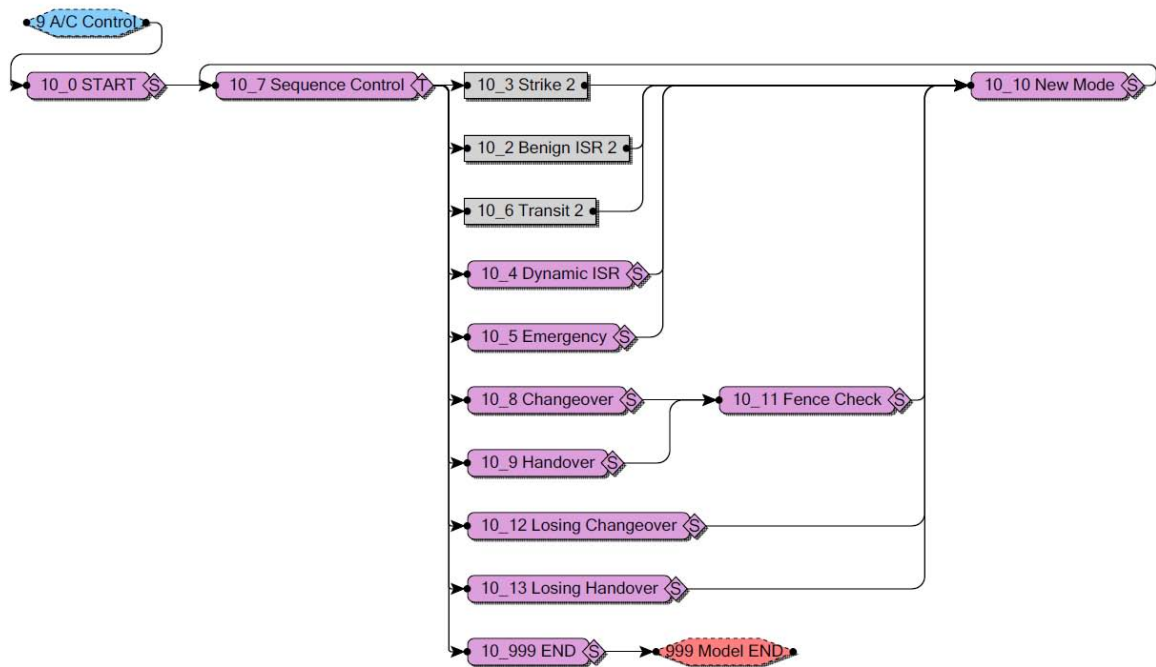 9 A/C Control
10_0 START S
10_7 Sequence Control T
10_3 Strike 2
10_10 New Mode S
10_2 Benign ISR 2
10_6 Transit 2
10_4 Dynamic ISR S
10_5 Emergency S
10_8 Changeover S
10_11 Fence Check S
10_9 Handover S
10_12 Losing Changeover S
10_13 Losing Handover S
10_999 END S
999 Model END